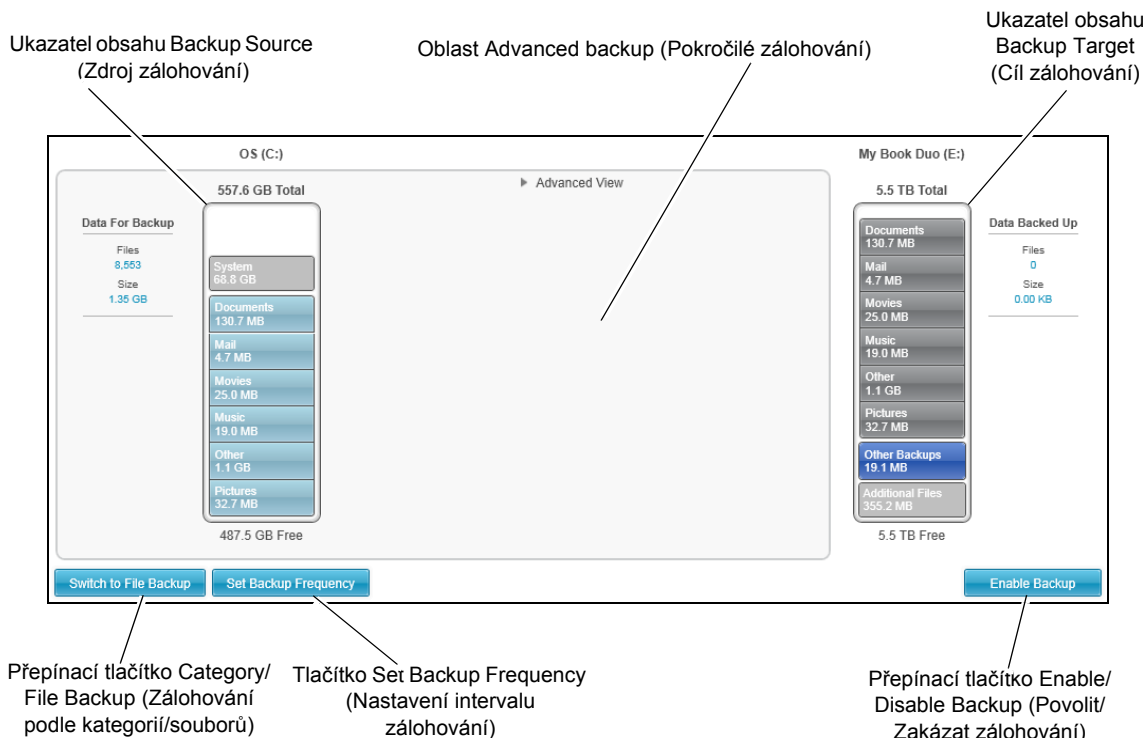 Ukazatel obsahu Backup Source
(Zdroj zálohování)
Oblast Advanced backup (Pokročilé zálohování)
Ukazatel obsahu
Backup Target
(Cíl zálohování)
OS (C:)
My Book Duo (E:)
557.6 GB Total
Advanced View
5.5 TB Total
Data For Backup
Files
8,553
Size
1.35 GB
System
68.8 GB
Documents
130.7 MB
Mail
4.7 MB
Movies
25.0 MB
Music
19.0 MB
Other
1.1 GB
Pictures
32.7 MB
487.5 GB Free
Documents
130.7 MB
Mail
4.7 MB
Movies
25.0 MB
Music
19.0 MB
Other
1.1 GB
Pictures
32.7 MB
Other Backups
19.1 MB
Additional Files
355.2 MB
5.5 TB Free
Data Backed Up
Files
0
Size
0.00 KB
Switch to File Backup
Set Backup Frequency
Enable Backup
Přepínací tlačítko Category/
File Backup (Zálohování
podle kategorií/souborů)
Tlačítko Set Backup Frequency
(Nastavení intervalu
zálohování)
Přepínací tlačítko Enable/
Disable Backup (Povolit/
Zakázat zálohování)